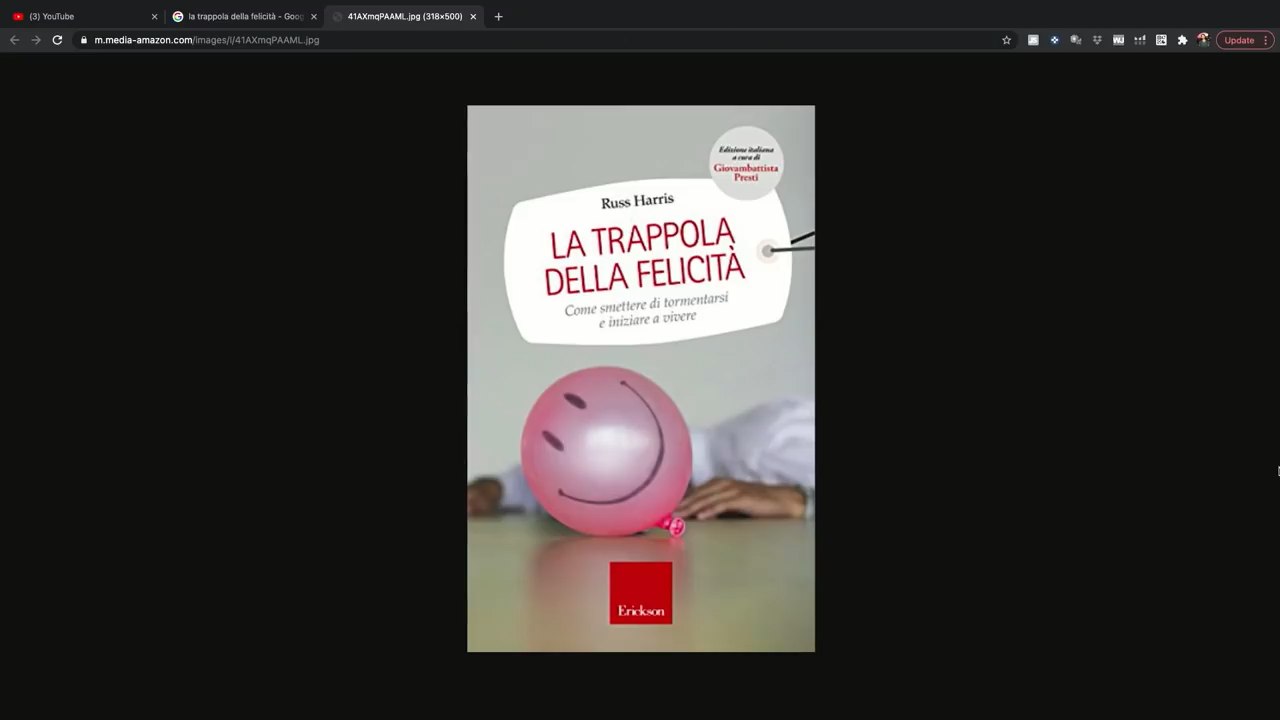 (3) YouTube
la trappola della felicità - Goog
41AXmqPAAML.jpg (318×500)
m.media-amazon.com/images/I/41AXmqPAAML.jpg
Update
Edizione italiana
a cura di
Giovambattista
Presti
Russ Harris
LA TRAPPOLA
DELLA FELICITÀ
Come smettere di tormentarsi
e iniziare a vivere
Erickson